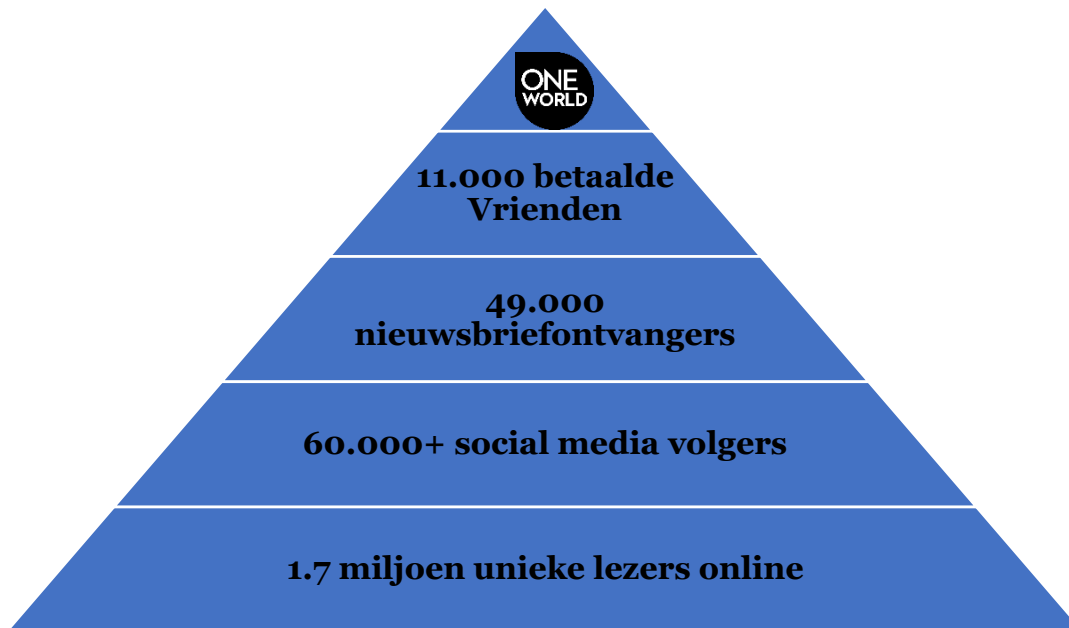 ONE
WORLD
11.000 betaalde
Vrienden
49.000
nieuwsbriefontvangers
60.000+ social media volgers
1.7 miljoen unieke lezers online